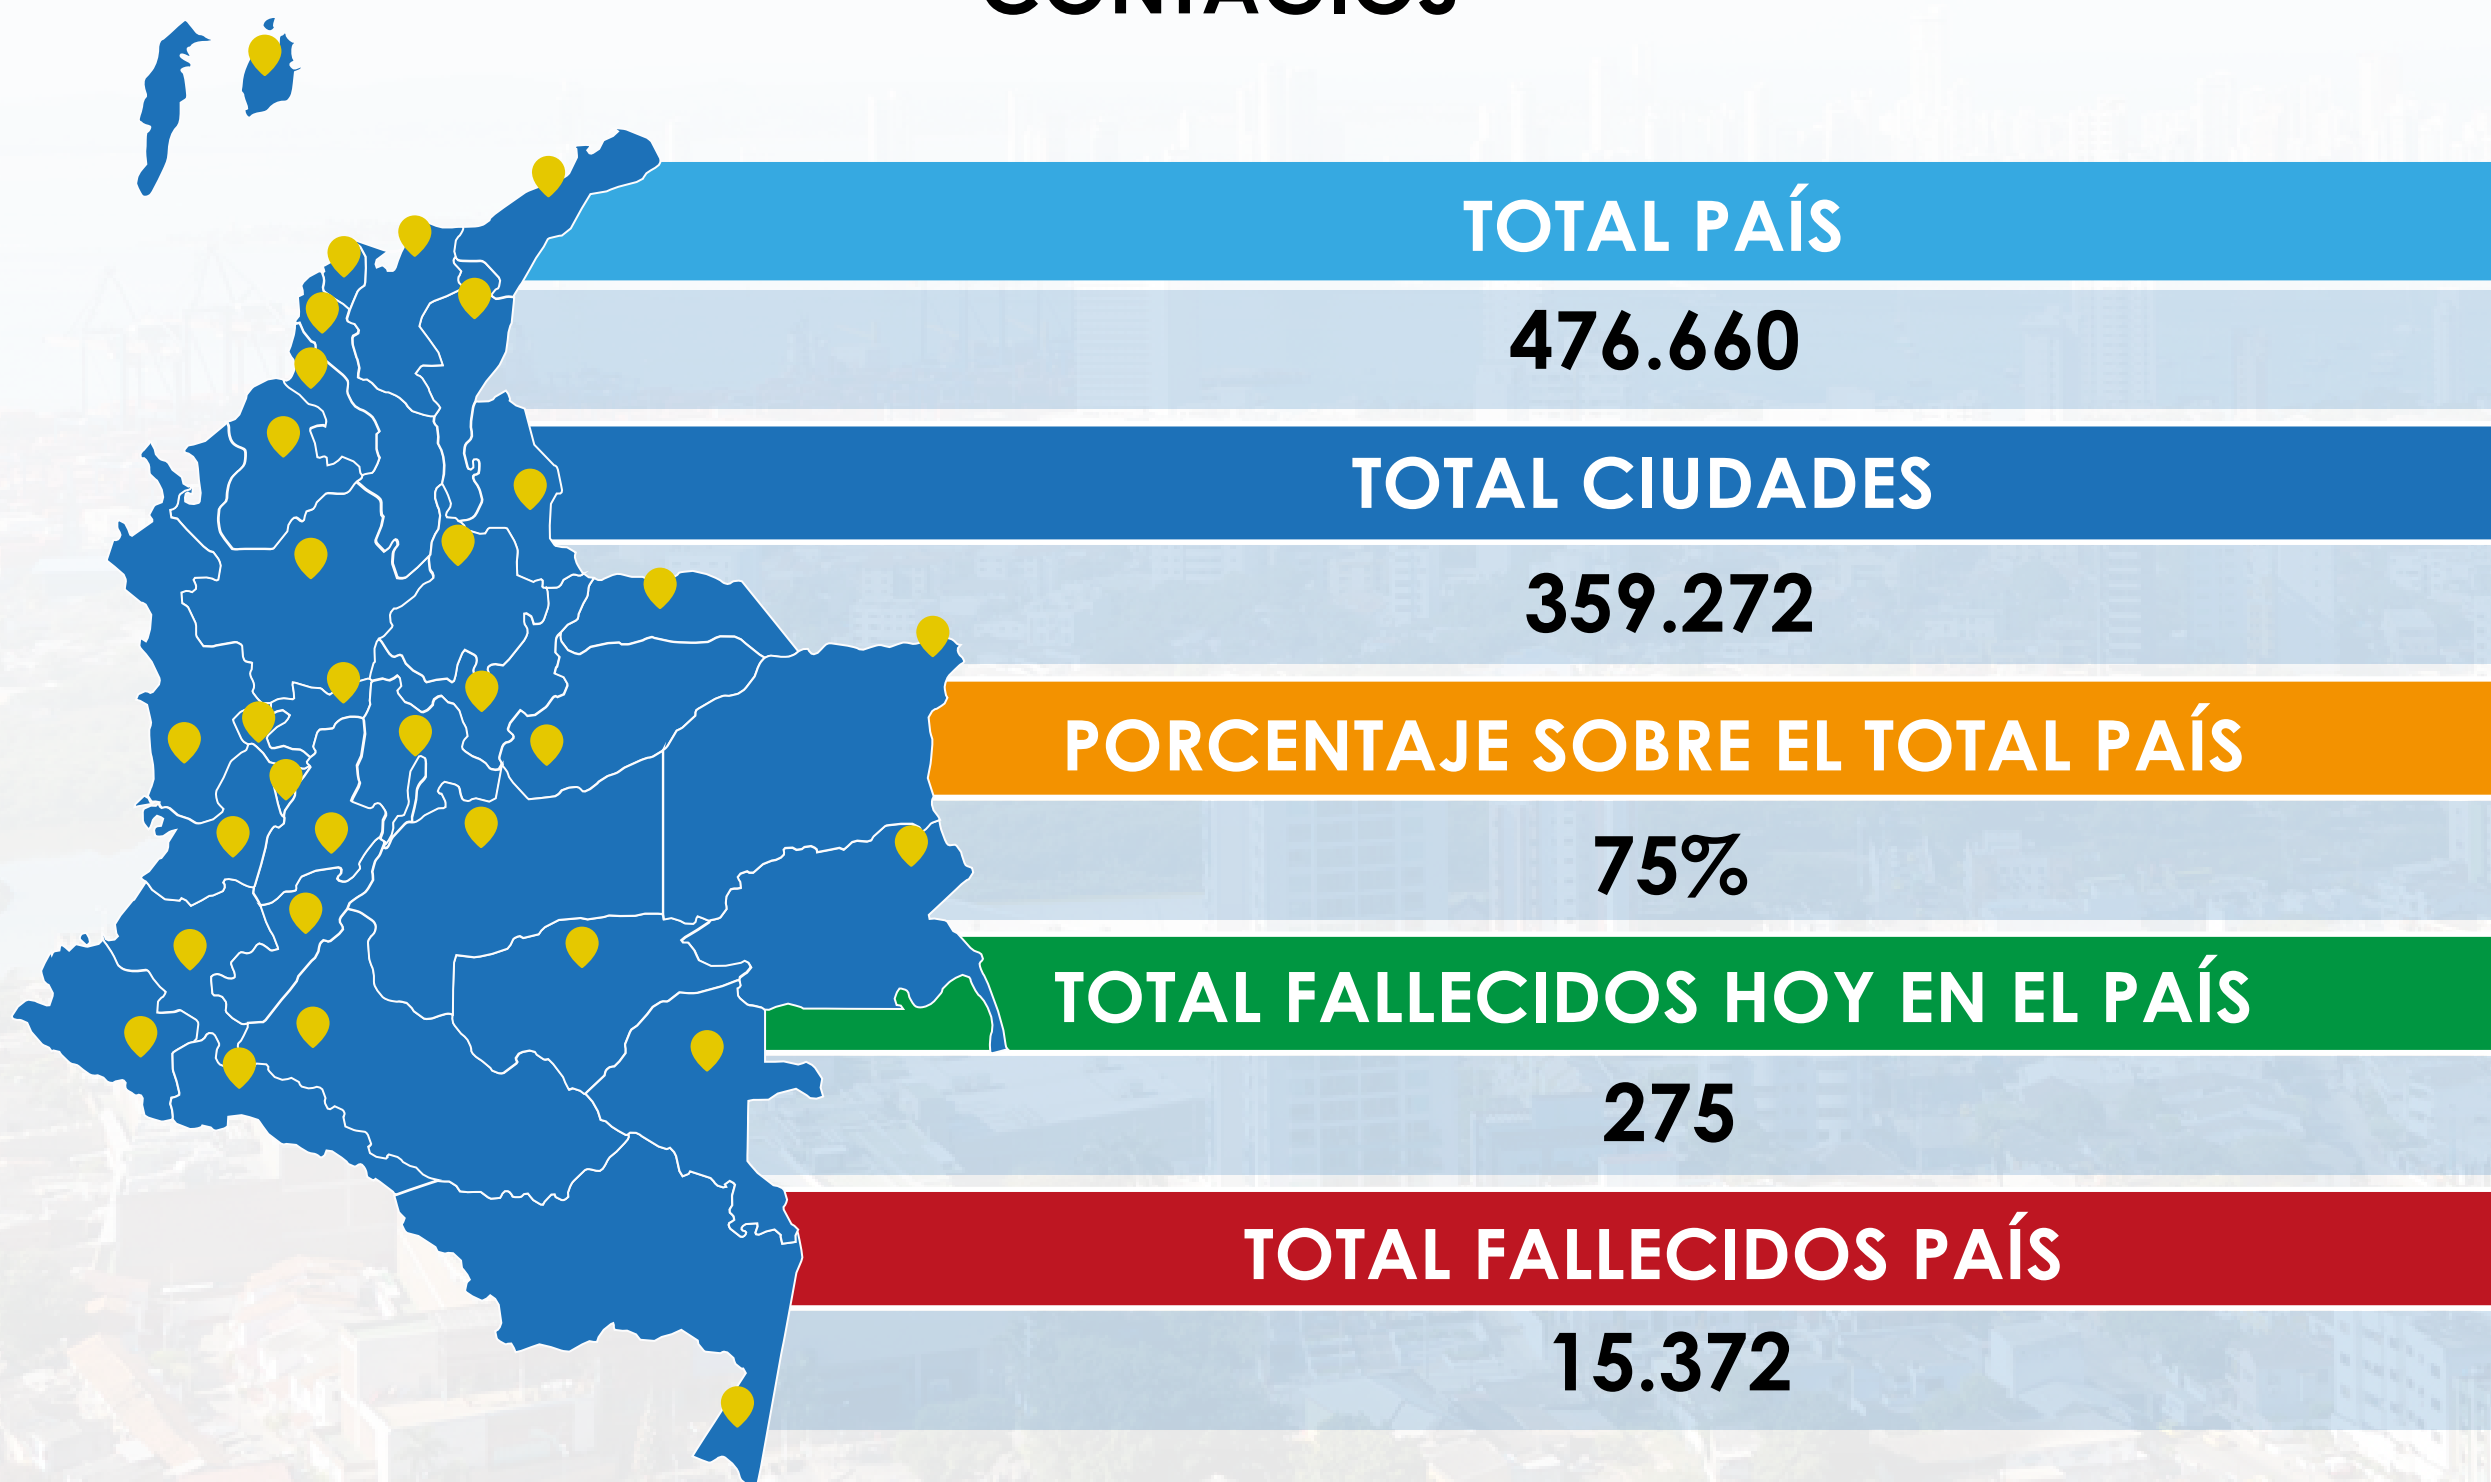 CONTAGIOS
TOTAL PAÍS
476.660
TOTAL CIUDADES
359.272
PORCENTAJE SOBRE EL TOTAL PAÍS
75%
TOTAL FALLECIDOS HOY EN EL PAÍS
275
TOTAL FALLECIDOS PAÍS
15.372